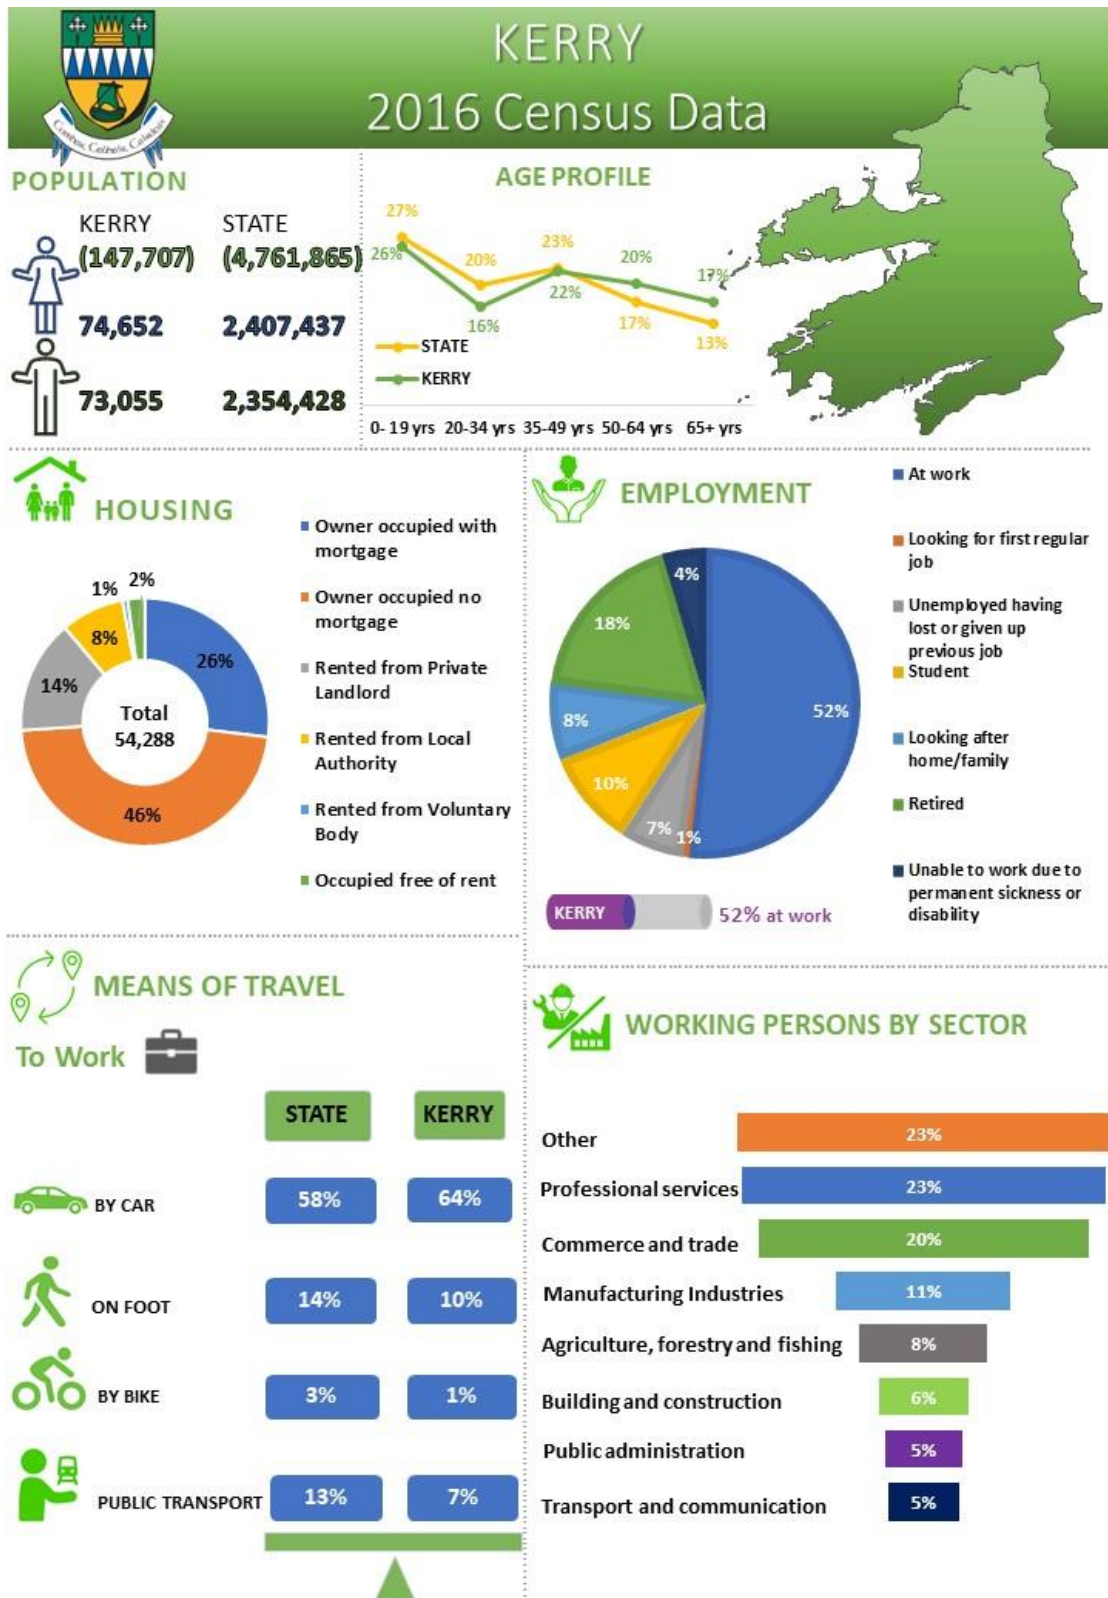 KERRY
2016 Census Data
POPULATION
KERRY STATE
(147,707) (4,761,865)
74,652 2,407,437
73,055 2,354,428
AGE PROFILE
27%
20%
23%
20%
17%
26%
16%
22%
17%
13%
STATE
KERRY
0- 19 yrs 20-34 yrs 35-49 yrs 50-64 yrs 65+ yrs
HOUSING
1% 2%
8%
26%
14%
Total
54,288
46%
Owner occupied with
mortgage
Owner occupied no
mortgage
Rented from Private
Landlord
Rented from Local
Authority
Rented from Voluntary
Body
Occupied free of rent
EMPLOYMENT
4%
18%
52%
8%
10%
7% 1%
KERRY
52% at work
At work
Looking for first regular
job
Unemployed having
lost or given up
previous job
Student
Looking after
home/family
Retired
Unable to work due to
permanent sickness or
disability
MEANS OF TRAVEL
To Work
STATE KERRY
BY CAR 58% 64%
ON FOOT 14% 10%
BY BIKE 3% 1%
PUBLIC TRANSPORT 13% 7%
WORKING PERSONS BY SECTOR
Other 23%
Professional services 23%
Commerce and trade 20%
Manufacturing Industries 11%
Agriculture, forestry and fishing 8%
Building and construction 6%
Public administration 5%
Transport and communication 5%